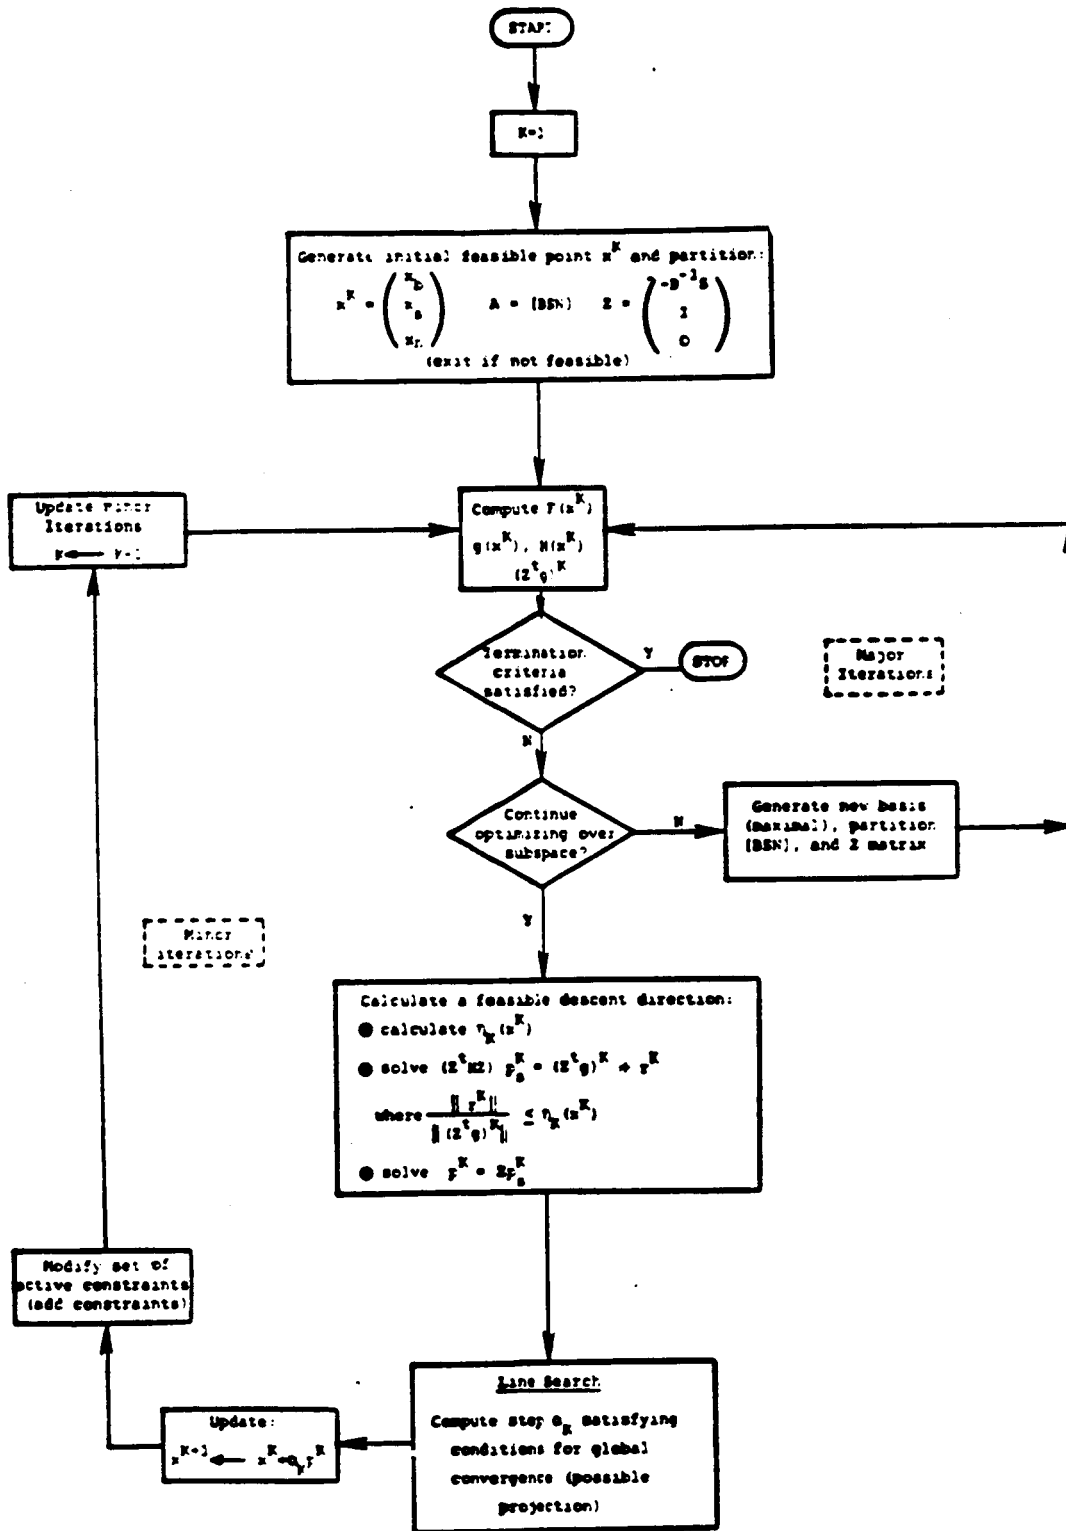 START
K=1
Generate initial feasible point x^K and partition:
x^K = (x_b x_s x_n) A = [BSN] Z = (-B^-1 S I 0)
(exit if not feasible)
Update Minor
Iterations
Compute F(x^K)
g(x^K), H(x^K)
(Z^t g)^K
Termination
criteria
satisfied?
Y
STOP
Major
Iterations
N
Continue
optimizing over
subspace?
N
Generate new basis
(maximal), partition
[BSN], and Z matrix
Y
Minor
iterations
Calculate a feasible descent direction:
● calculate η_K(x^K)
● solve (Z^t HZ) p_s^K = (Z^t g)^K + r^K
where ||r^K|| / ||(Z^t g)^K|| ≤ η_K(x^K)
● solve p^K = Zp_s^K
Modify set of
active constraints
(add constraints)
Line Search
Compute step α_K satisfying
conditions for global
convergence (possible
projection)
Update:
x^K+1 ← x^K+α_K p^K